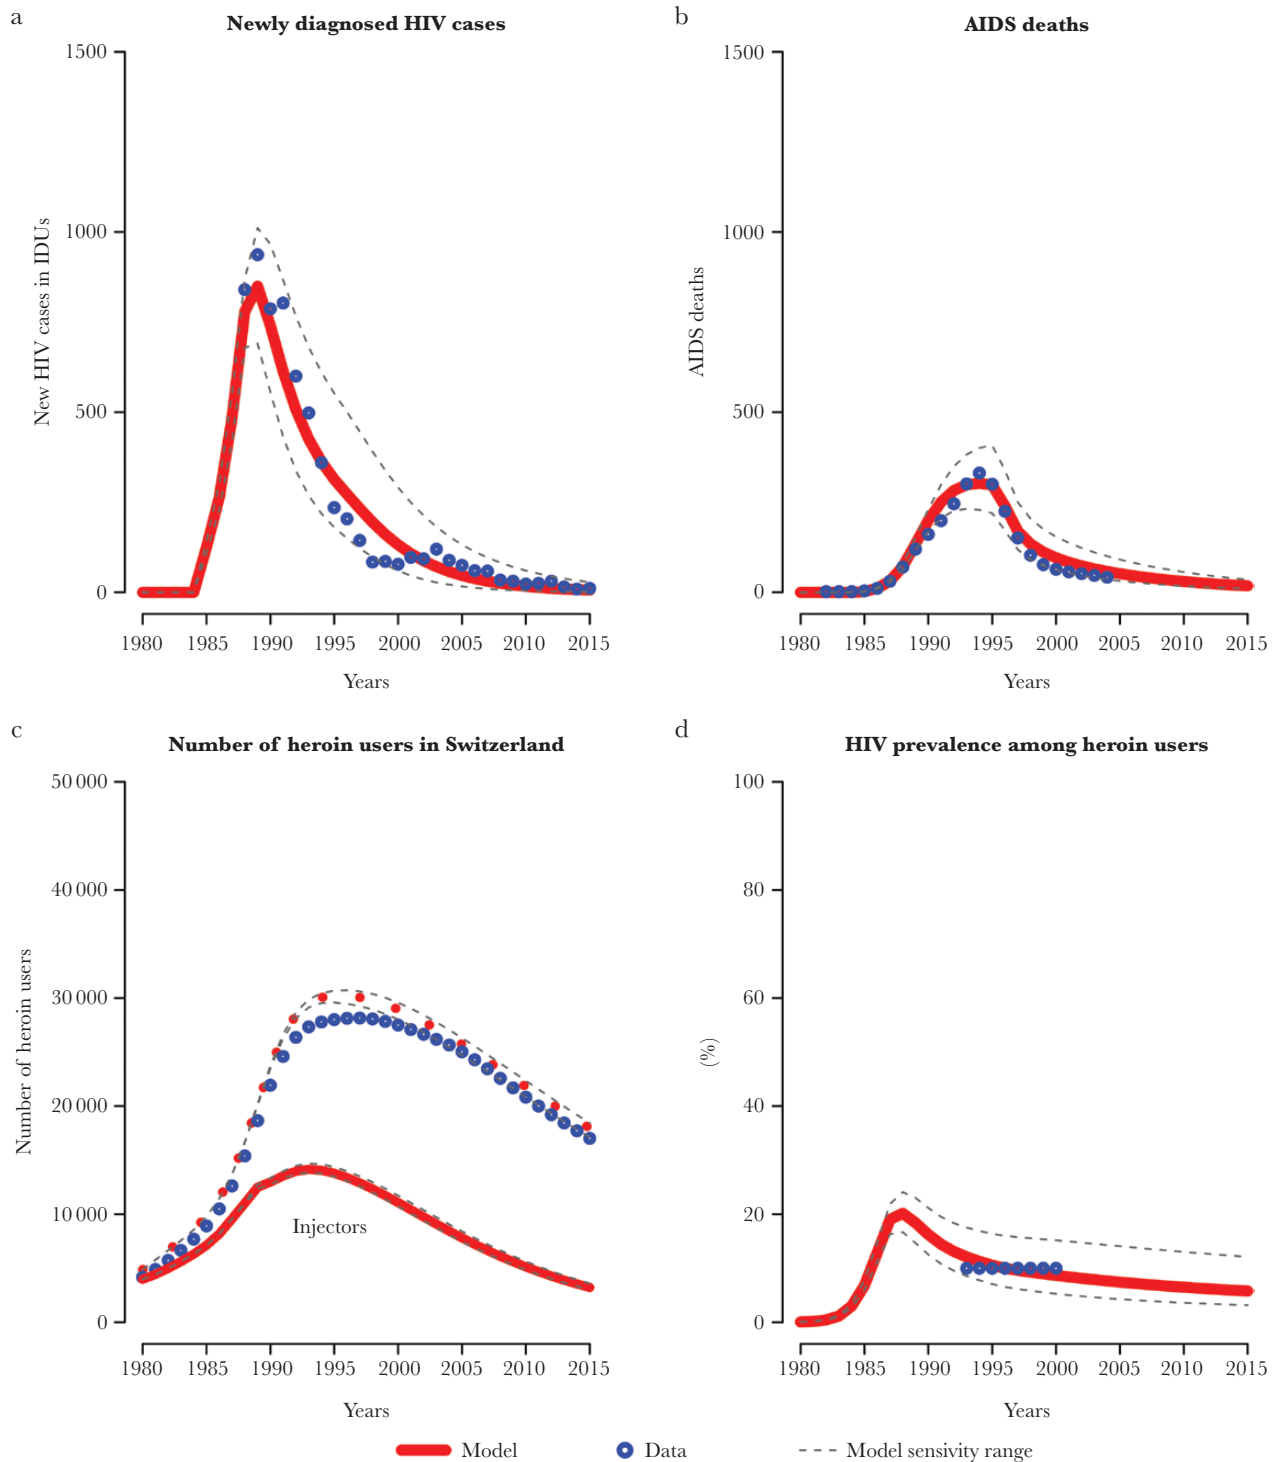 a
Newly diagnosed HIV cases
New HIV cases in IDUs
1500
1000
500
0
1980 1985 1990 1995 2000 2005 2010 2015
Years
b
AIDS deaths
AIDS deaths
1500
1000
500
0
1980 1985 1990 1995 2000 2005 2010 2015
Years
c
Number of heroin users in Switzerland
Number of heroin users
50 000
40 000
30 000
20 000
10 000
0
Injectors
1980 1985 1990 1995 2000 2005 2010 2015
Years
d
HIV prevalence among heroin users
(%)
100
80
60
40
20
0
1980 1985 1990 1995 2000 2005 2010 2015
Years
Model Data Model sensivity range